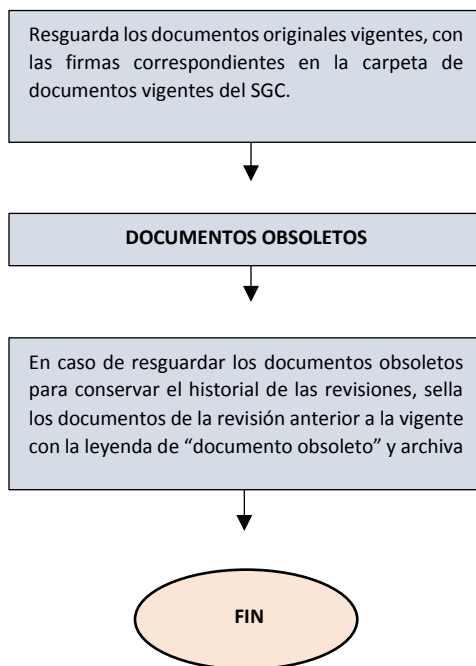 Resguarda los documentos originales vigentes, con
las firmas correspondientes en la carpeta de
documentos vigentes del SGC.
DOCUMENTOS OBSOLETOS
En caso de resguardar los documentos obsoletos
para conservar el historial de las revisiones, sella
los documentos de la revisión anterior a la vigente
con la leyenda de “documento obsoleto” y archiva
FIN